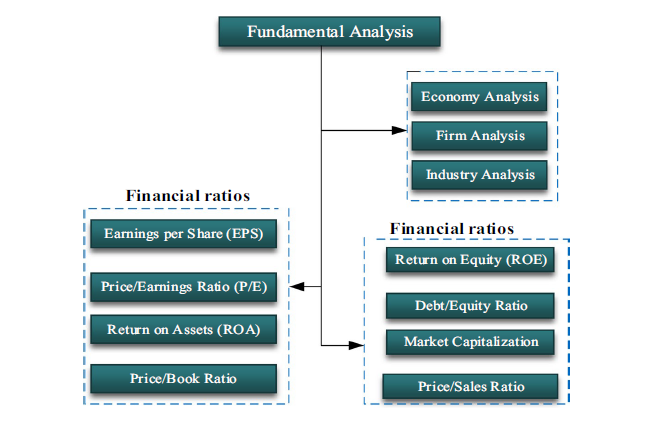 Fundamental Analysis
Economy Analysis
Firm Analysis
Industry Analysis
Financial ratios
Earnings per Share (EPS)
Price/Earnings Ratio (P/E)
Return on Assets (ROA)
Price/Book Ratio
Financial ratios
Return on Equity (ROE)
Debt/Equity Ratio
Market Capitalization
Price/Sales Ratio